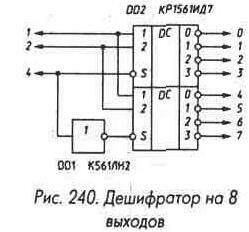 DD2 КР1561ИД7
1 1 DC 0 0
2 2 1 1
2 2
4 S 3 3
1 DC 0 4
2 1 5
2 6
1 S 3 7
DD1 К561ЛН2
Рис. 240. Дешифратор на 8
выходов